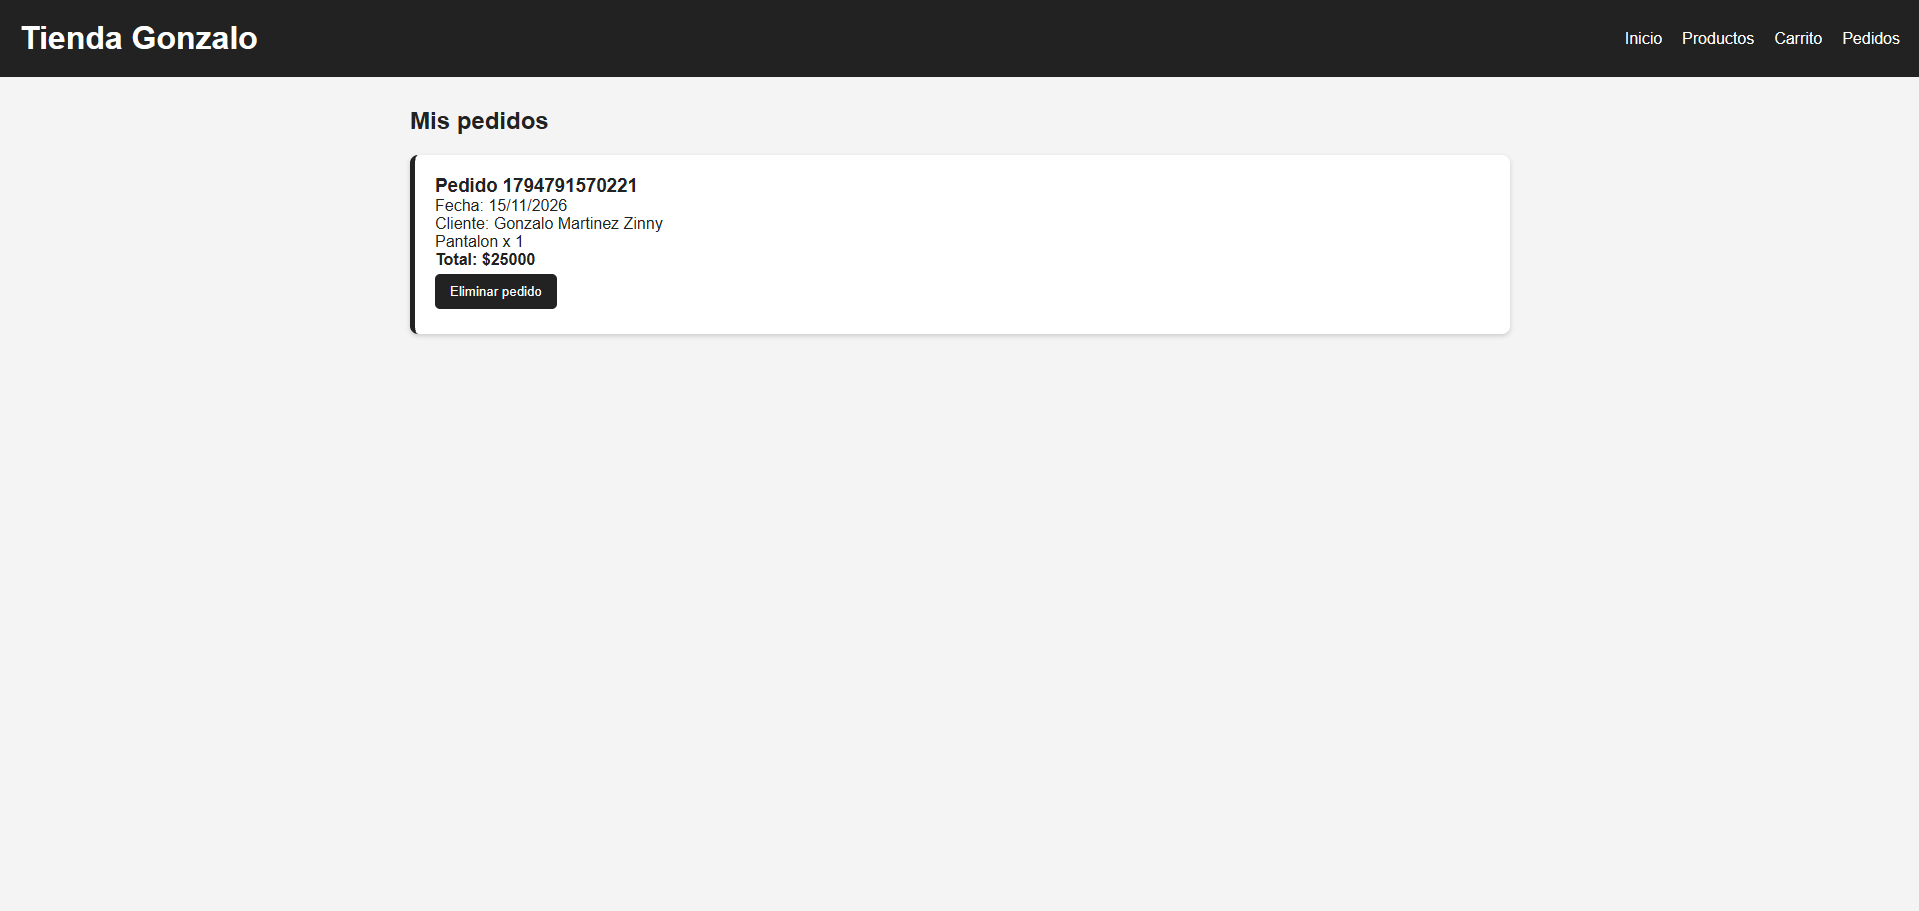 Tienda Gonzalo
Inicio Productos Carrito Pedidos
Mis pedidos
Pedido 1794791570221
Fecha: 15/11/2026
Cliente: Gonzalo Martinez Zinny
Pantalon x 1
Total: $25000
Eliminar pedido